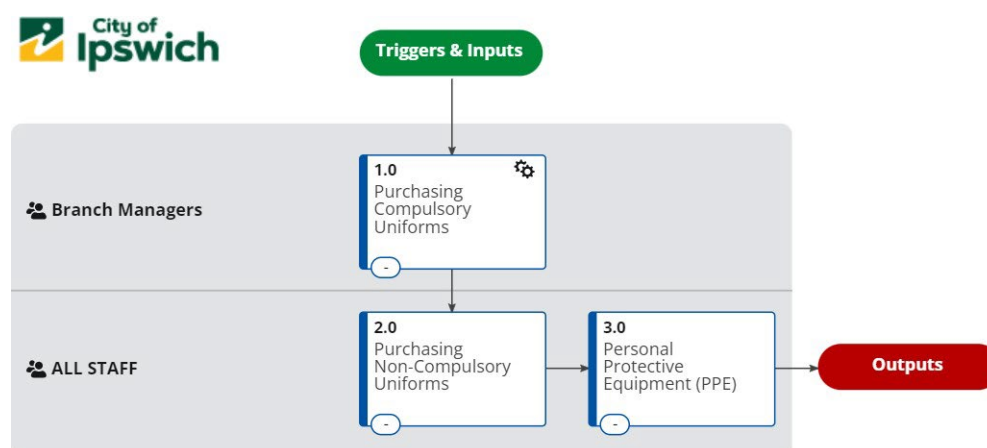 City of
Ipswich
Triggers & Inputs
Branch Managers
1.0
Purchasing
Compulsory
Uniforms
-
ALL STAFF
2.0
Purchasing
Non-Compulsory
Uniforms
-
3.0
Personal
Protective
Equipment (PPE)
-
Outputs